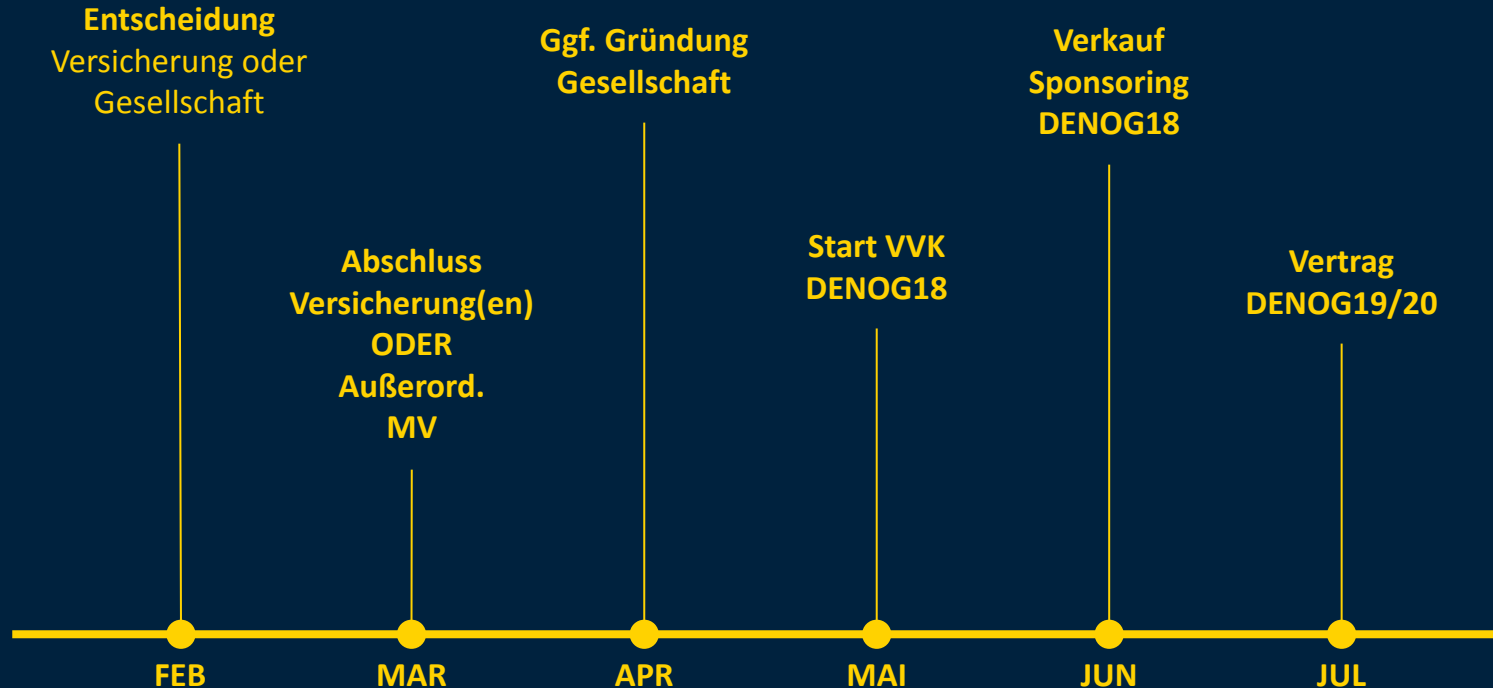 Entscheidung
Versicherung oder
Gesellschaft
Abschluss
Versicherung(en)
ODER
Außerord.
MV
Ggf. Gründung
Gesellschaft
Start VVK
DENOG18
Verkauf
Sponsoring
DENOG18
Vertrag
DENOG19/20
FEB
MAR
APR
MAI
JUN
JUL